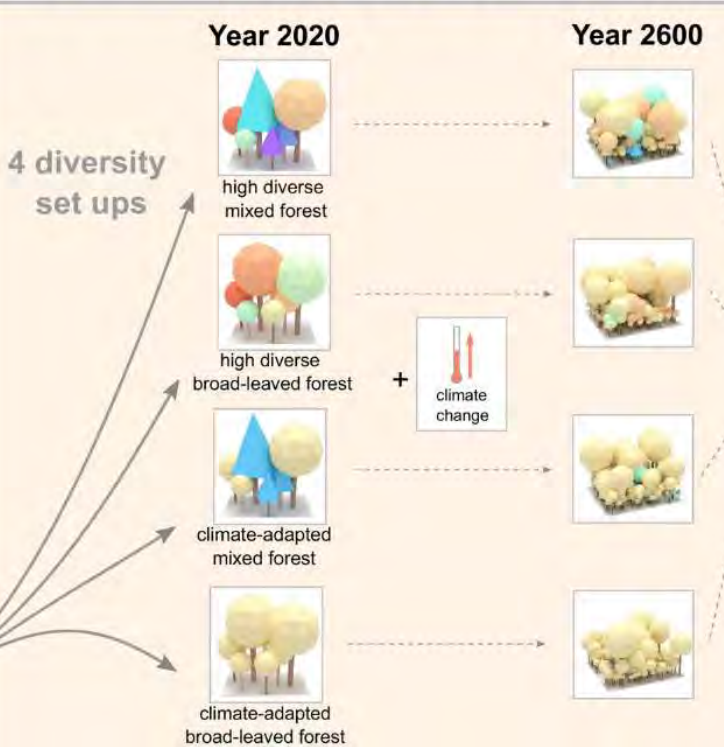 Year 2020
Year 2600
4 diversity
set ups
high diverse
mixed forest
high diverse
broad-leaved forest
+
climate
change
climate-adapted
mixed forest
climate-adapted
broad-leaved forest